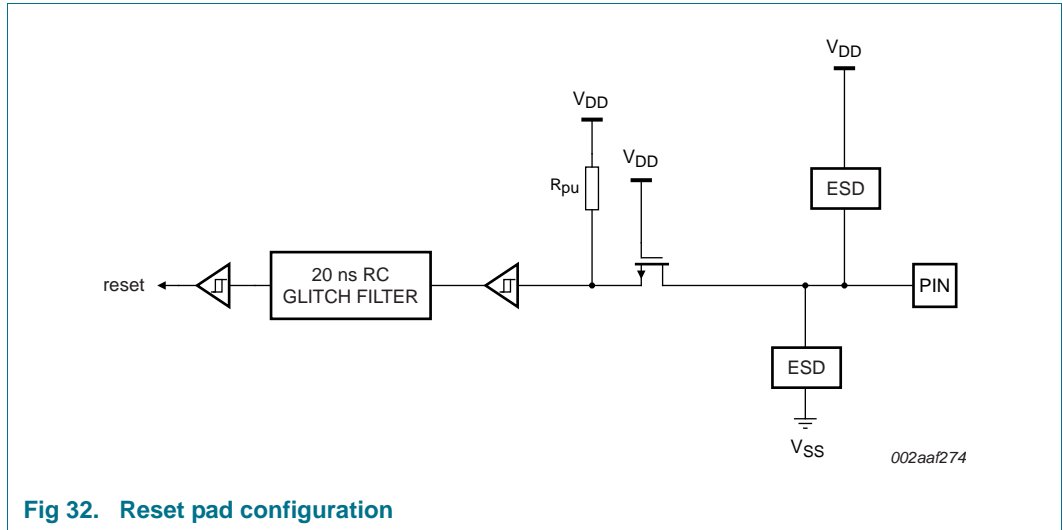 VDD
VDD
VDD
Rpu
ESD
reset
20 ns RC
GLITCH FILTER
PIN
ESD
VSS
002aaf274
Fig 32. Reset pad configuration